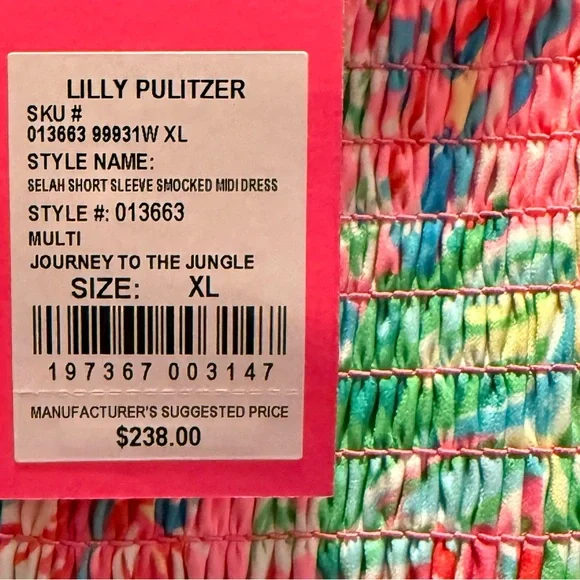 LILLY PULITZER
SKU #
013663 99931W XL
STYLE NAME:
SELAH SHORT SLEEVE SMOCKED MIDI DRESS
STYLE #: 013663
MULTI
JOURNEY TO THE JUNGLE
SIZE: XL
197367 003147
MANUFACTURER'S SUGGESTED PRICE
$238.00